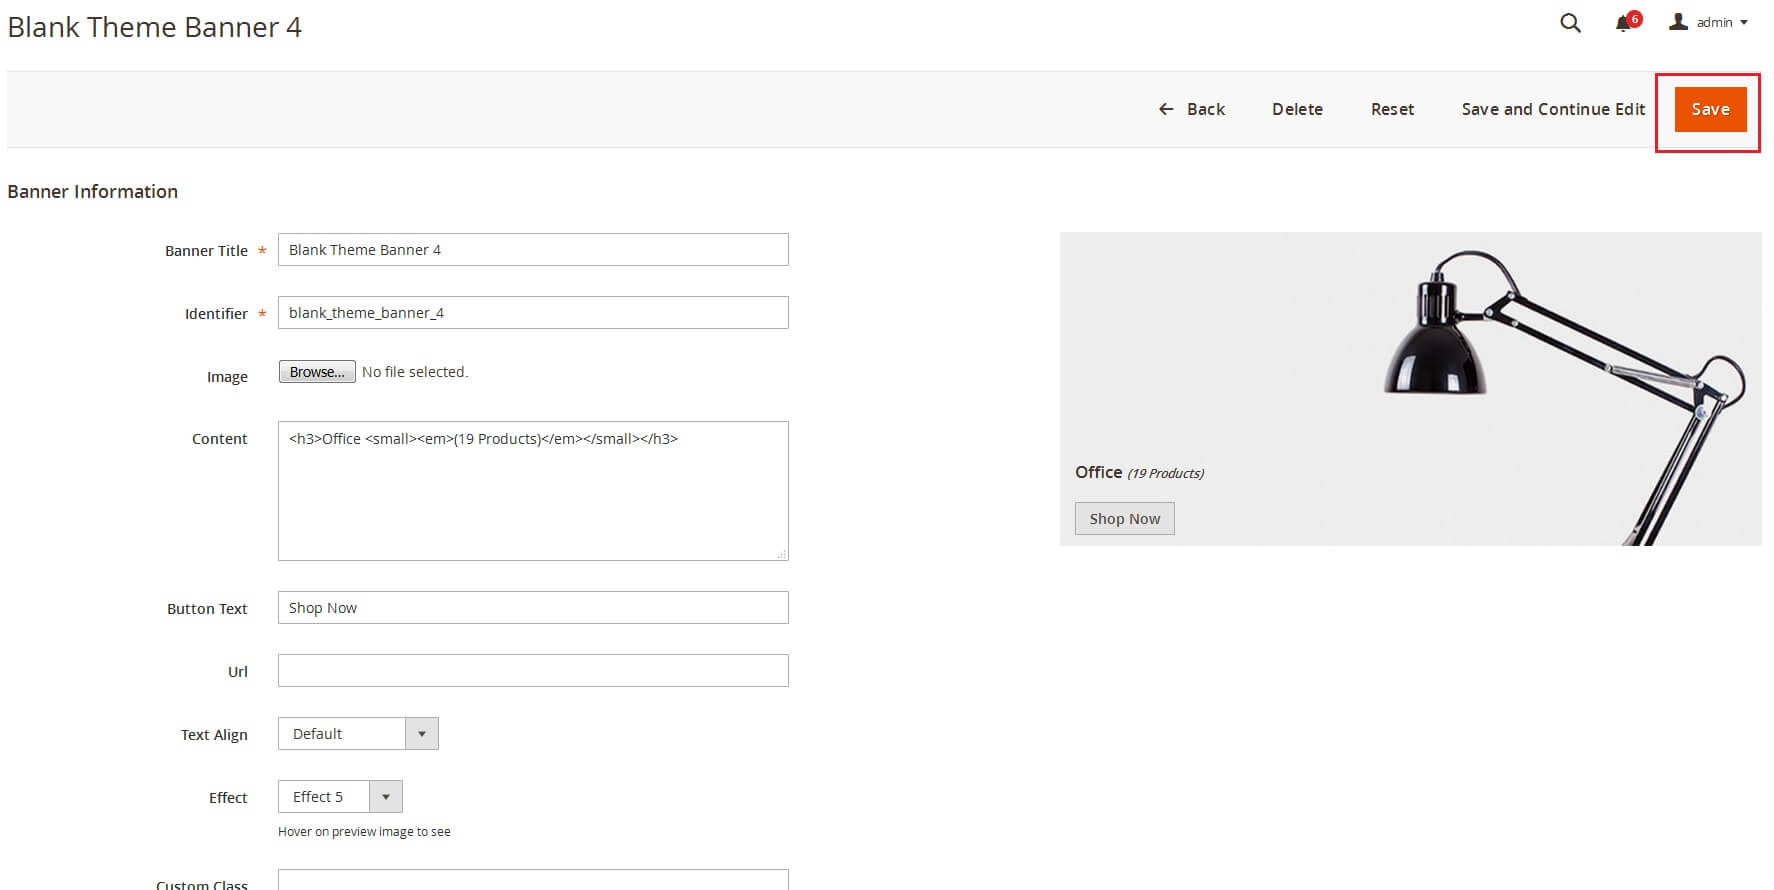 Blank Theme Banner 4
6
admin
Back Delete Reset Save and Continue Edit Save
Banner Information
Banner Title * Blank Theme Banner 4
Identifier * blank_theme_banner_4
Image Browse... No file selected.
Content <h3>Office <small><em>(19 Products)</em></small></h3>
Office (19 Products)
Shop Now
Button Text Shop Now
Url
Text Align Default
Effect Effect 5
Hover on preview image to see
Custom Class